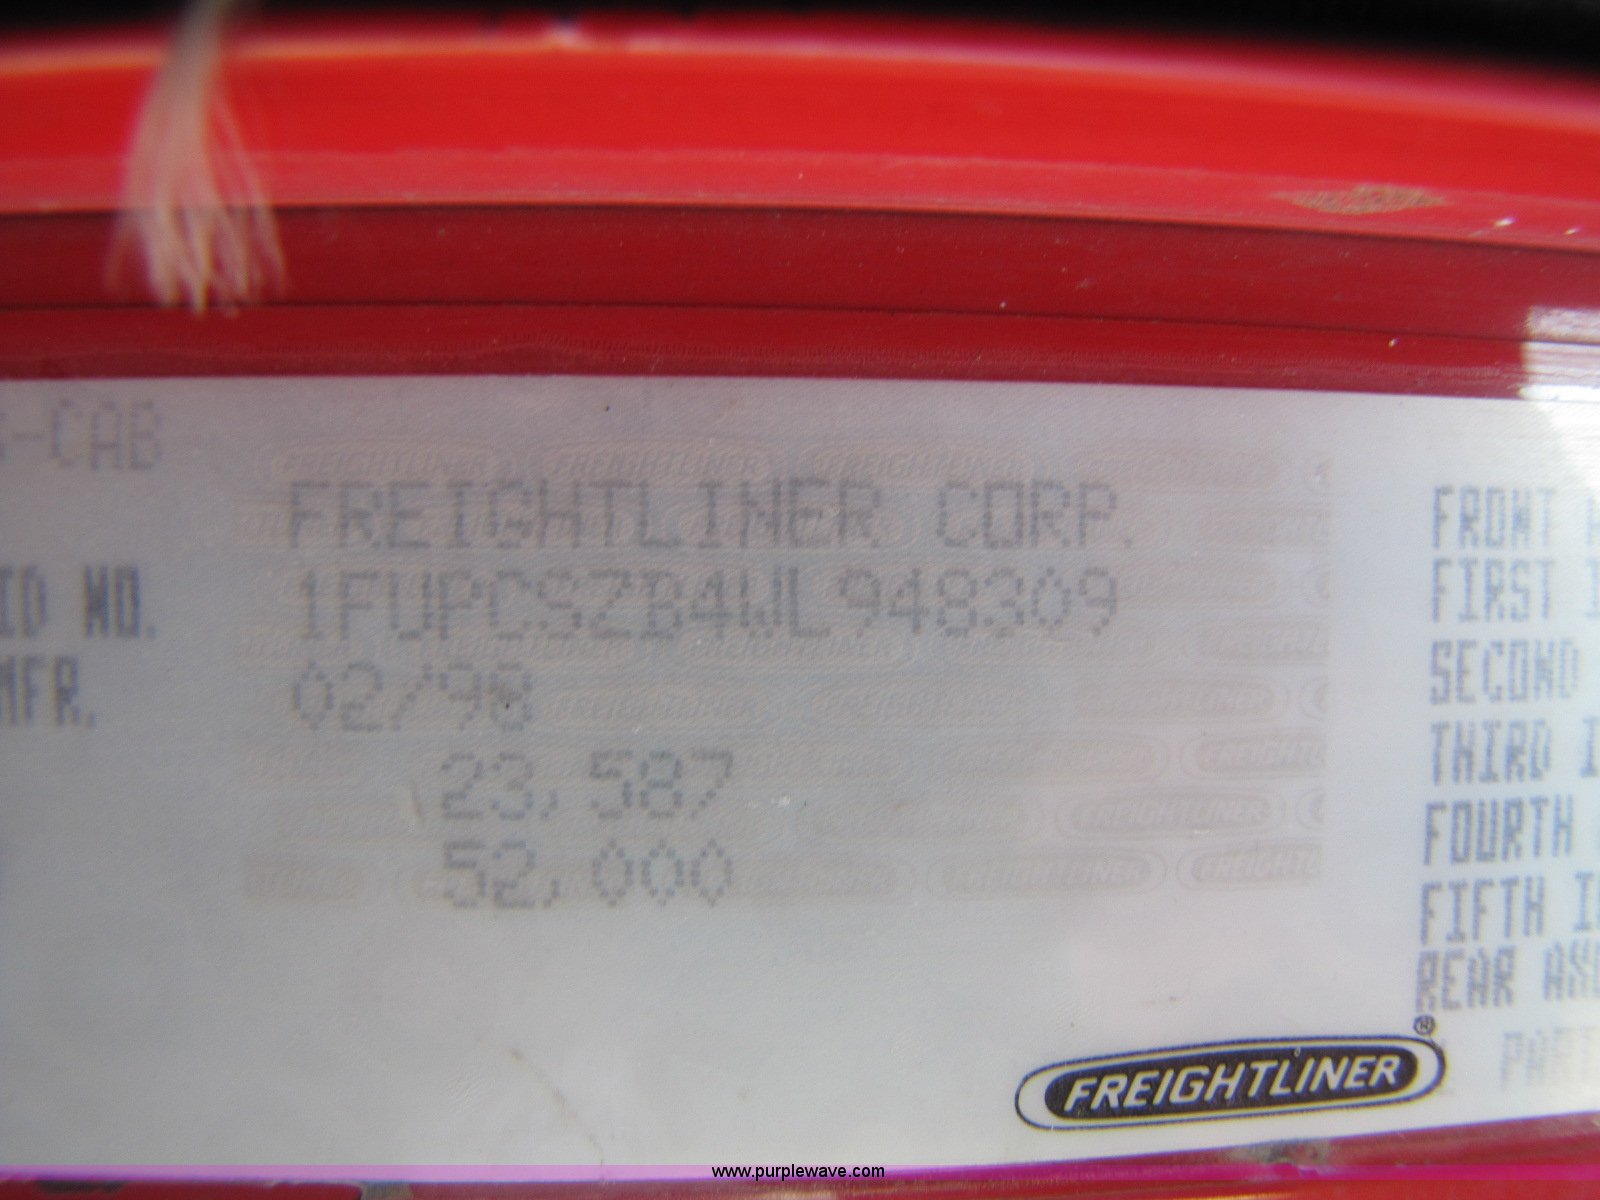 -CAB
FREIGHTLINER CORP.
ID NO. 1FUPCSZB4WL948309
MFR. 02/98
23,587
52,000
FRONT
FIRST
SECOND
THIRD
FOURTH
FIFTH
REAR
FREIGHTLINER®
www.purplewave.com